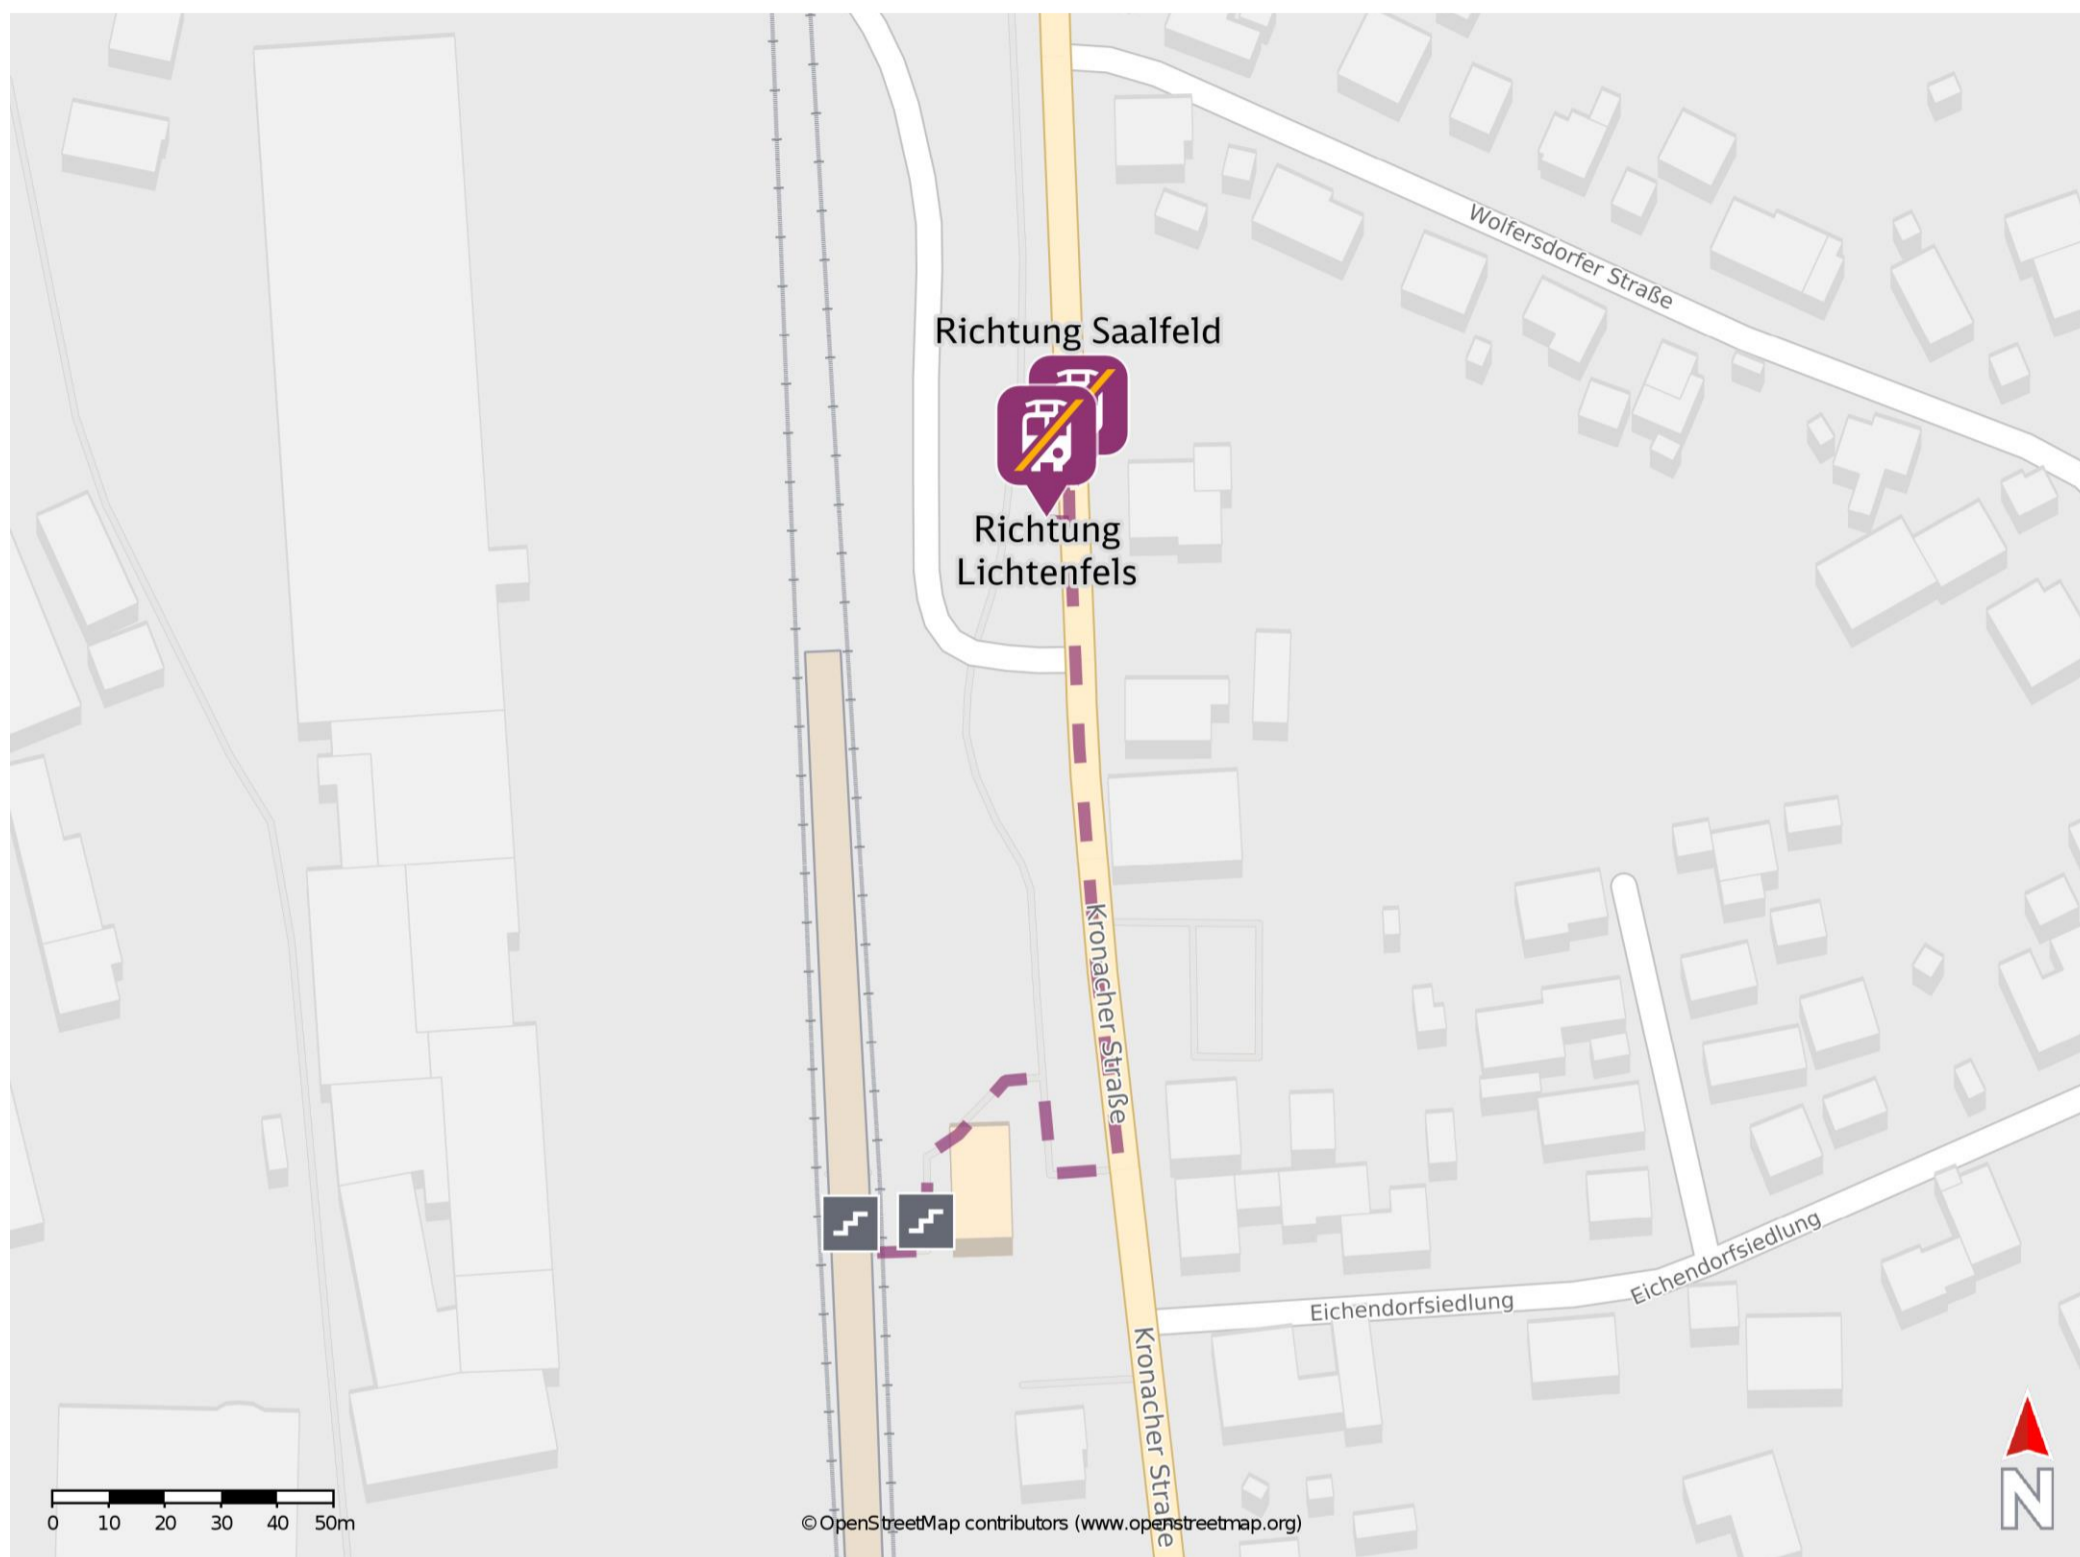 Wolfersdorfer Straße
Richtung Saalfeld
Richtung
Lichtenfels
Kronacher Straße
Eichendorfsiedlung
Eichendorfsiedlung
Kronacher Straße
N
0 10 20 30 40 50m
© OpenStreetMap contributors (www.openstreetmap.org)